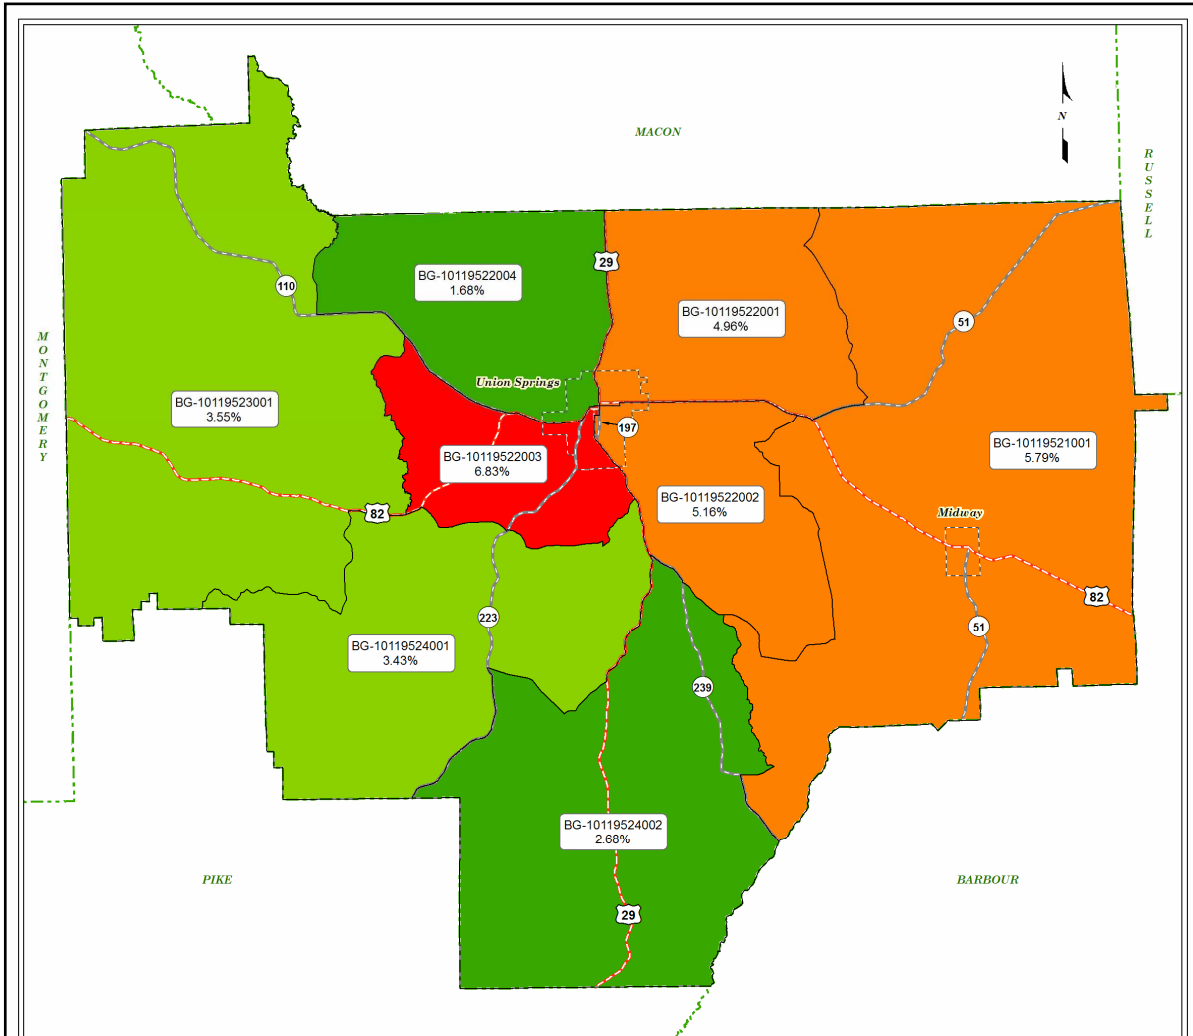 N
MACON
RUSSELL
29
BG-10119522004
1.68%
110
BG-10119522001
4.96%
51
MONTGOMERY
Union Springs
BG-10119523001
3.55%
197
BG-10119522003
6.83%
BG-10119521001
5.79%
BG-10119522002
5.16%
82
Midway
82
223
51
BG-10119524001
3.43%
239
BG-10119524002
2.68%
PIKE
BARBOUR
29